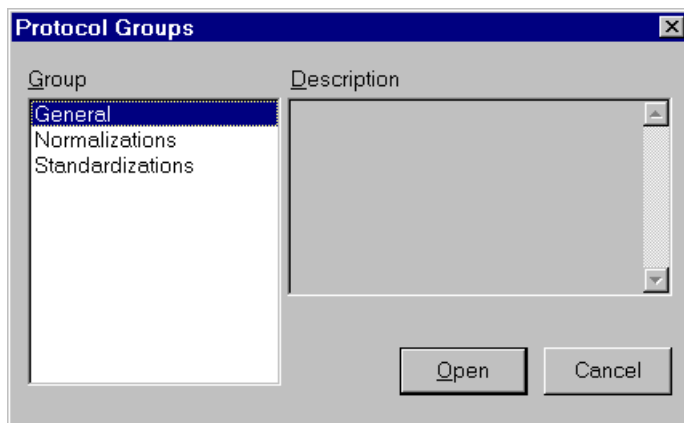 Protocol Groups
Group
Description
General
Normalizations
Standardizations
Open
Cancel